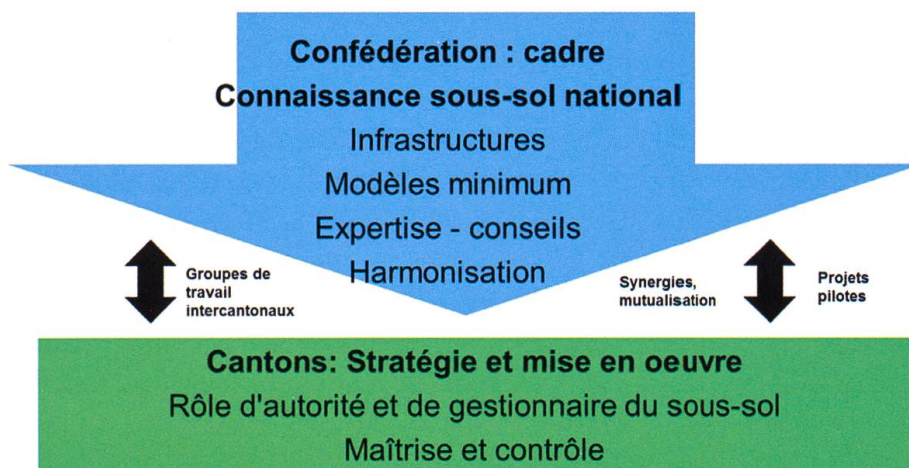 Confédération : cadre
Connaissance sous-sol national
Infrastructures
Modèles minimum
Expertise - conseils
Harmonisation
Groupes de
travail
intercantonaux
Synergies,
mutualisation
Projets
pilotes
Cantons: Stratégie et mise en oeuvre
Rôle d'autorité et de gestionnaire du sous-sol
Maîtrise et contrôle